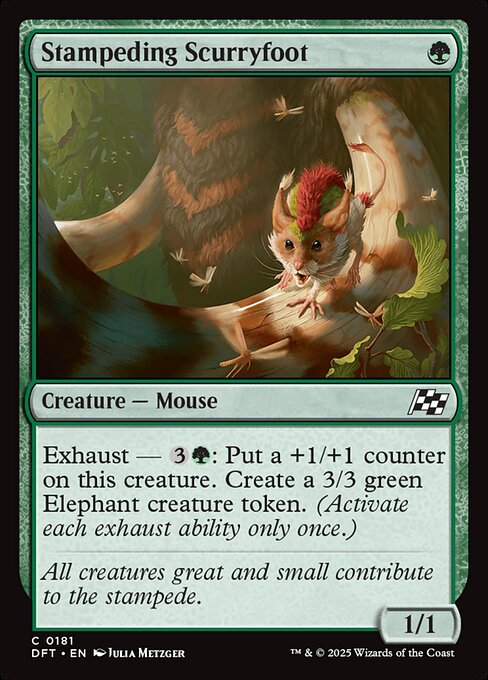 Stampeding Scurryfoot
Creature — Mouse
Exhaust — 3: Put a +1/+1 counter
on this creature. Create a 3/3 green
Elephant creature token. (Activate
each exhaust ability only once.)
All creatures great and small contribute
to the stampede.
1/1
C 0181
DFT • EN Julia Metzger
™ & © 2025 Wizards of the Coast